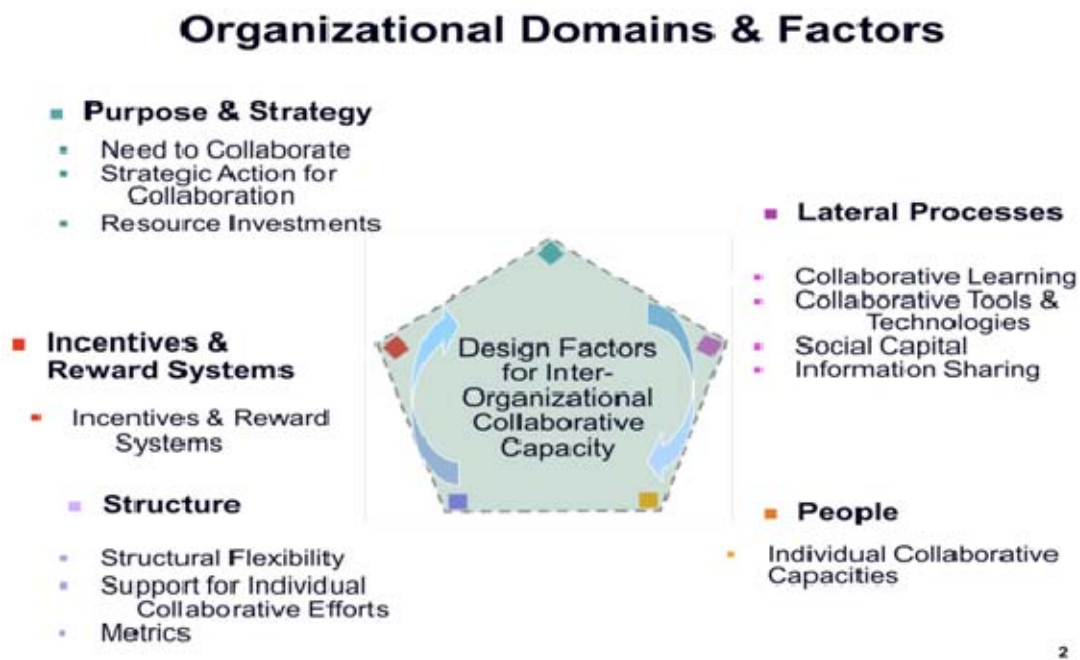 Organizational Domains & Factors
Purpose & Strategy
Need to Collaborate
Strategic Action for
Collaboration
Resource Investments
Lateral Processes
Collaborative Learning
Collaborative Tools &
Technologies
Social Capital
Information Sharing
Incentives &
Reward Systems
Incentives & Reward
Systems
Design Factors
for Inter-
Organizational
Collaborative
Capacity
Structure
Structural Flexibility
Support for Individual
Collaborative Efforts
Metrics
People
Individual Collaborative
Capacities
2